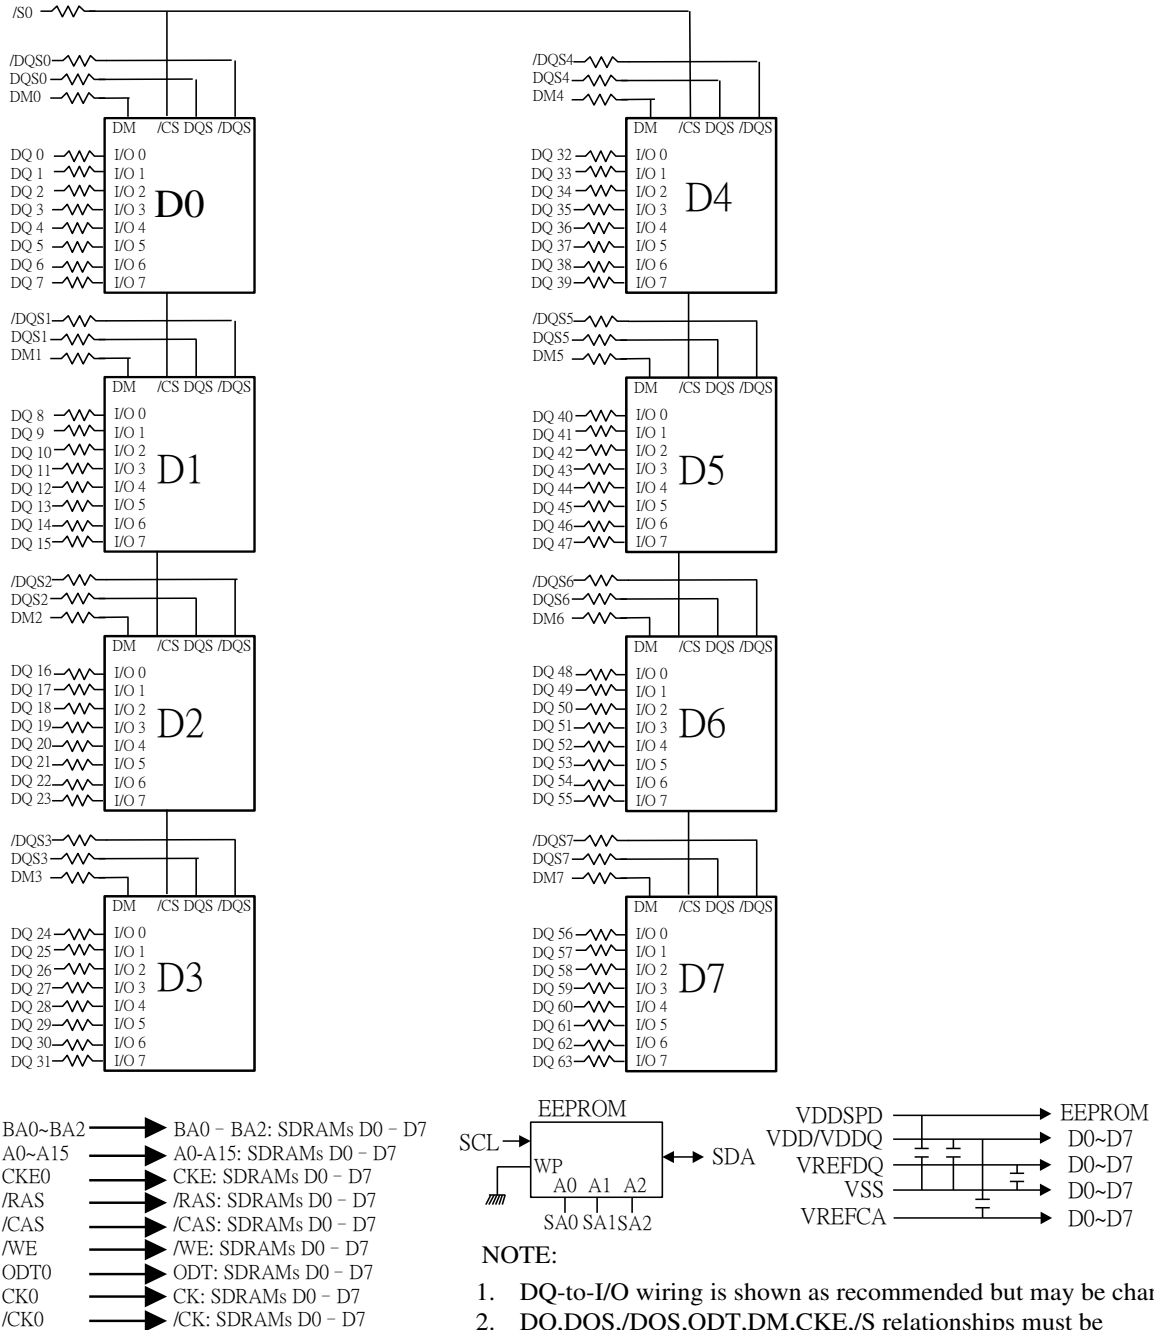 /S0
/DQS0
DQS0
DM0
DM /CS DQS /DQS
DQ 0 I/O 0
DQ 1 I/O 1
DQ 2 I/O 2
DQ 3 I/O 3
DQ 4 I/O 4
DQ 5 I/O 5
DQ 6 I/O 6
DQ 7 I/O 7
D0
/DQS1
DQS1
DM1
DM /CS DQS /DQS
DQ 8 I/O 0
DQ 9 I/O 1
DQ 10 I/O 2
DQ 11 I/O 3
DQ 12 I/O 4
DQ 13 I/O 5
DQ 14 I/O 6
DQ 15 I/O 7
D1
/DQS2
DQS2
DM2
DM /CS DQS /DQS
DQ 16 I/O 0
DQ 17 I/O 1
DQ 18 I/O 2
DQ 19 I/O 3
DQ 20 I/O 4
DQ 21 I/O 5
DQ 22 I/O 6
DQ 23 I/O 7
D2
/DQS3
DQS3
DM3
DM /CS DQS /DQS
DQ 24 I/O 0
DQ 25 I/O 1
DQ 26 I/O 2
DQ 27 I/O 3
DQ 28 I/O 4
DQ 29 I/O 5
DQ 30 I/O 6
DQ 31 I/O 7
D3
/DQS4
DQS4
DM4
DM /CS DQS /DQS
DQ 32 I/O 0
DQ 33 I/O 1
DQ 34 I/O 2
DQ 35 I/O 3
DQ 36 I/O 4
DQ 37 I/O 5
DQ 38 I/O 6
DQ 39 I/O 7
D4
/DQS5
DQS5
DM5
DM /CS DQS /DQS
DQ 40 I/O 0
DQ 41 I/O 1
DQ 42 I/O 2
DQ 43 I/O 3
DQ 44 I/O 4
DQ 45 I/O 5
DQ 46 I/O 6
DQ 47 I/O 7
D5
/DQS6
DQS6
DM6
DM /CS DQS /DQS
DQ 48 I/O 0
DQ 49 I/O 1
DQ 50 I/O 2
DQ 51 I/O 3
DQ 52 I/O 4
DQ 53 I/O 5
DQ 54 I/O 6
DQ 55 I/O 7
D6
/DQS7
DQS7
DM7
DM /CS DQS /DQS
DQ 56 I/O 0
DQ 57 I/O 1
DQ 58 I/O 2
DQ 59 I/O 3
DQ 60 I/O 4
DQ 61 I/O 5
DQ 62 I/O 6
DQ 63 I/O 7
D7
BA0~BA2 BA0 - BA2: SDRAMs D0 - D7
A0~A15 A0-A15: SDRAMs D0 - D7
CKE0 CKE: SDRAMs D0 - D7
/RAS /RAS: SDRAMs D0 - D7
/CAS /CAS: SDRAMs D0 - D7
/WE /WE: SDRAMs D0 - D7
ODT0 ODT: SDRAMs D0 - D7
CK0 CK: SDRAMs D0 - D7
/CK0 /CK: SDRAMs D0 - D7
EEPROM
SCL
WP
SDA
A0 A1 A2
SA0 SA1 SA2
VDDSPD EEPROM
VDD/VDDQ D0~D7
VREFDQ D0~D7
VSS D0~D7
VREFCA D0~D7
NOTE:
1. DQ-to-I/O wiring is shown as recommended but may be
2. DQ,DQS,/DQS,ODT,DM,CKE,/S relationships must be